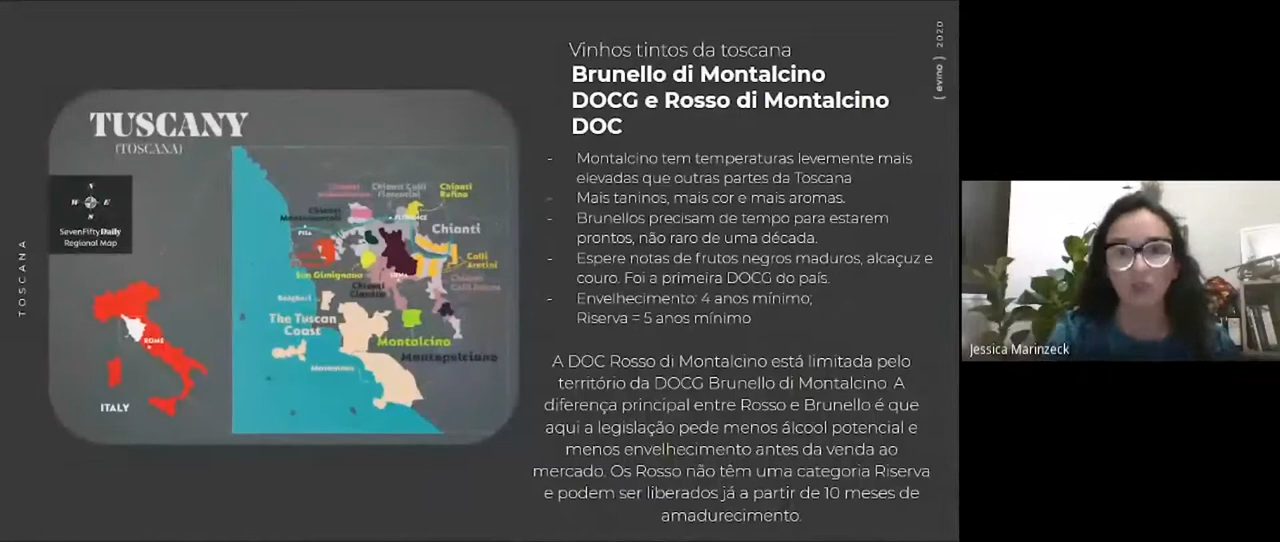 Vinhos tintos da toscana
Brunello di Montalcino
DOCG e Rosso di Montalcino
DOC
- Montalcino tem temperaturas levemente mais
elevadas que outras partes da Toscana
- Mais taninos, mais cor e mais aromas.
- Brunellos precisam de tempo para estarem
prontos, não raro de uma década.
- Espere notas de frutos negros maduros, alcaçuz e
couro. Foi a primeira DOCG do país.
- Envelhecimento: 4 anos mínimo;
Riserva = 5 anos mínimo
A DOC Rosso di Montalcino está limitada pelo
território da DOCG Brunello di Montalcino. A
diferença principal entre Rosso e Brunello é que
aqui a legislação pede menos álcool potencial e
menos envelhecimento antes da venda ao
mercado. Os Rosso não têm uma categoria Riserva
e podem ser liberados já a partir de 10 meses de
amadurecimento.
( evino ) 2020
TOSCANA
TUSCANY
(TOSCANA)
N
W E
S
SevenFifty Daily
Regional Map
ROME
ITALY
Chianti Colli
Chianti
Rufina
FLORENCE
PISA
Chianti
Colli
Aretini
San Gimignano
SIENA
Chianti
Classico
Bolgheri
The Tuscan
Coast
Montalcino
Montepulciano
Jessica Marinzeck